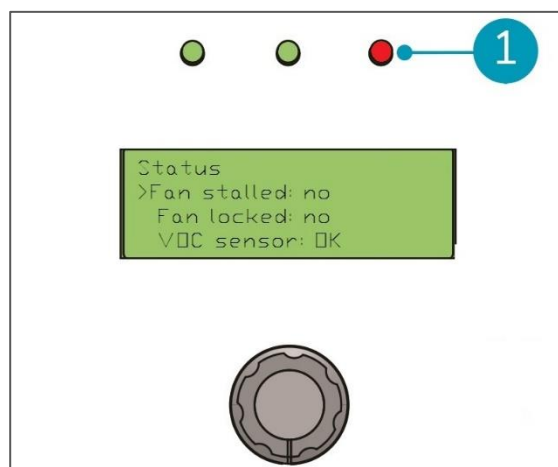 1
Status
>Fan stalled: no
Fan locked: no
VOC sensor: OK